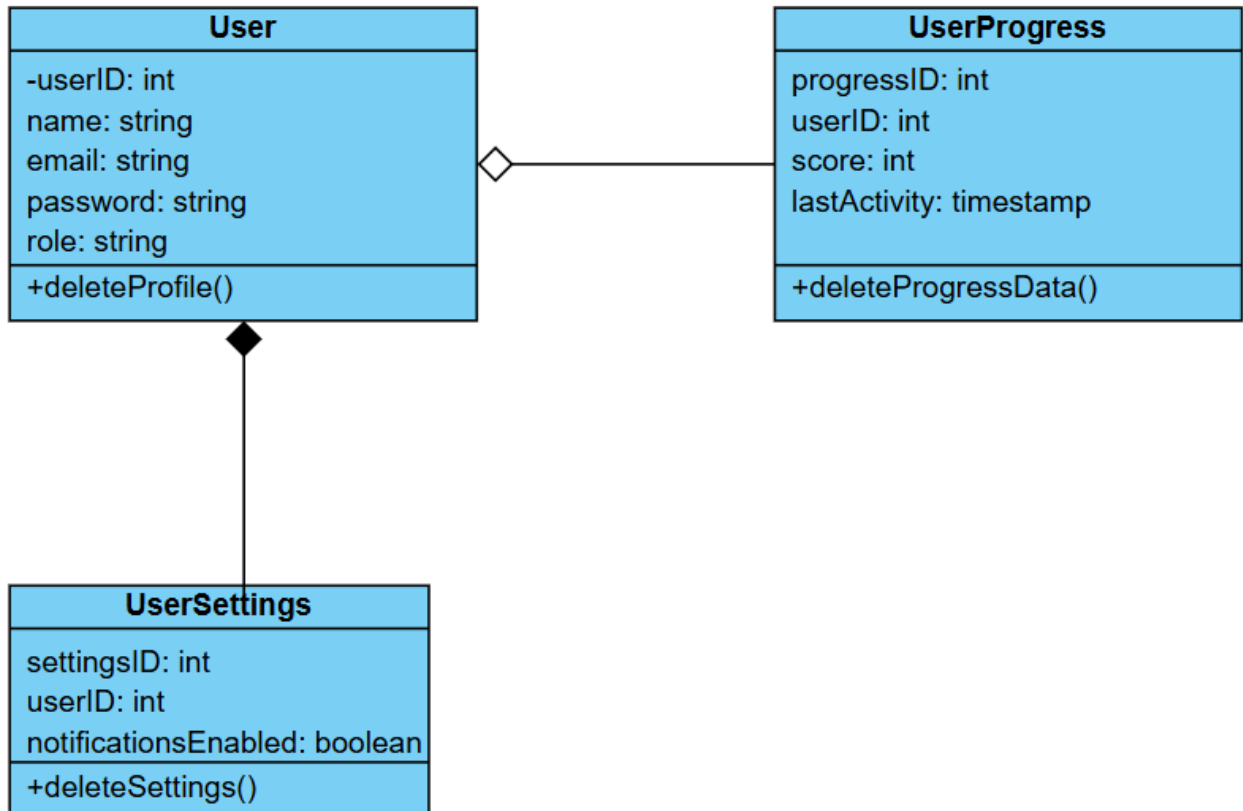 User
-userID: int
name: string
email: string
password: string
role: string
+deleteProfile()
UserProgress
progressID: int
userID: int
score: int
lastActivity: timestamp
+deleteProgressData()
UserSettings
settingsID: int
userID: int
notificationsEnabled: boolean
+deleteSettings()